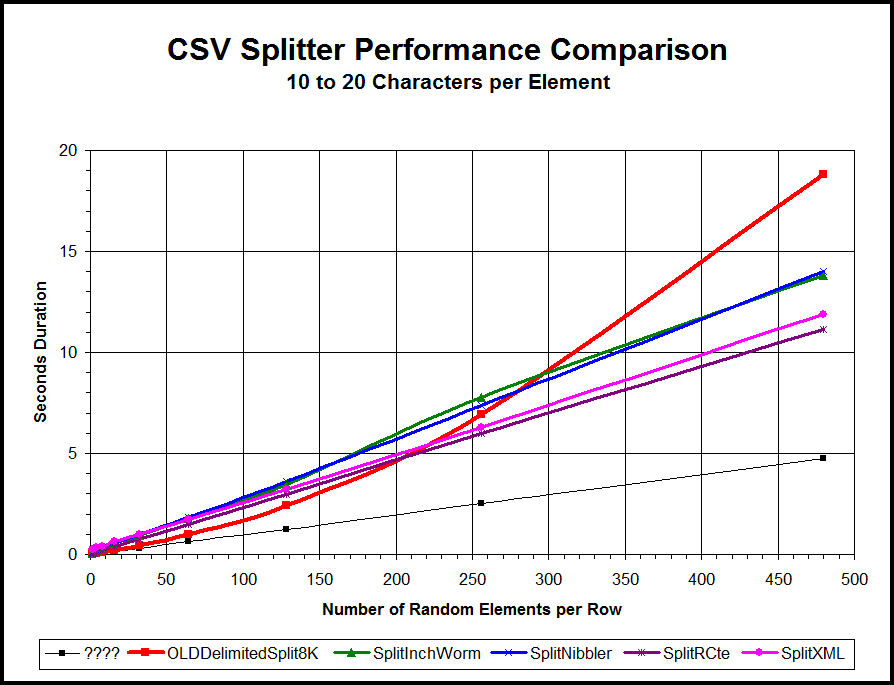 CSV Splitter Performance Comparison
10 to 20 Characters per Element
20
15
10
5
0
Seconds Duration
0 50 100 150 200 250 300 350 400 450 500
Number of Random Elements per Row
???? OLDDelimitedSplit8K SplitInchWorm SplitNibbler SplitRCte SplitXML